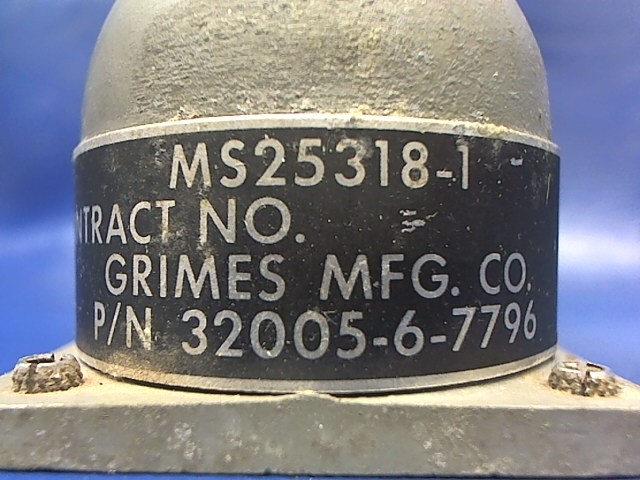 MS25318-1
NTRACT NO.
GRIMES MFG. CO.
P/N 32005-6-7796